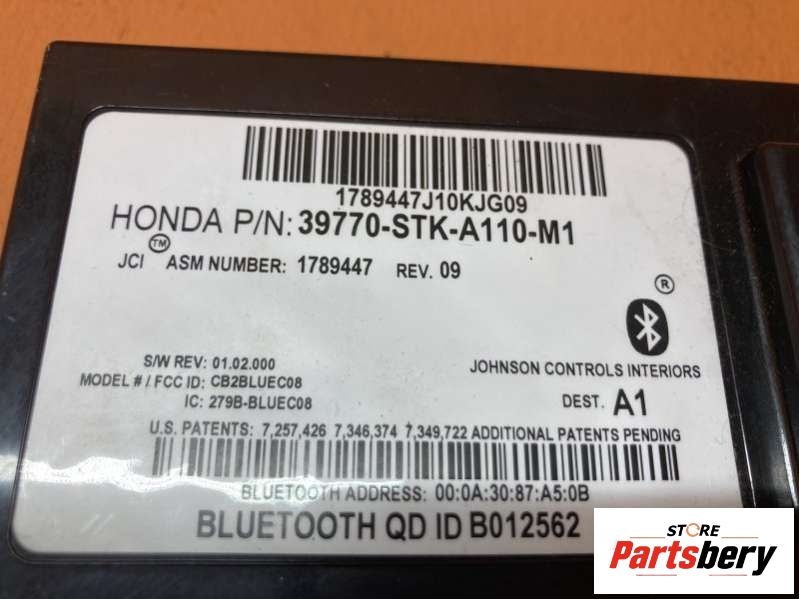 1789447J10KJG09
HONDA P/N: 39770-STK-A110-M1
JCI™ ASM NUMBER: 1789447 REV. 09
®
S/W REV: 01.02.000
JOHNSON CONTROLS INTERIORS
MODEL # / FCC ID: CB2BLUEC08
IC: 279B-BLUEC08
DEST. A1
U.S. PATENTS: 7,257,426 7,346,374 7,349,722 ADDITIONAL PATENTS PENDING
BLUETOOTH ADDRESS: 00:0A:30:87:A5:0B
BLUETOOTH QD ID B012562
STORE
Partsbery